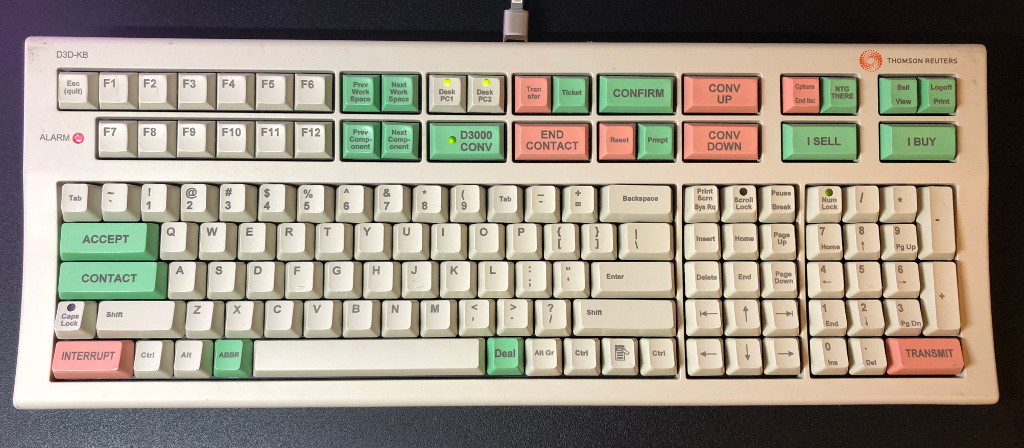 D3D-KB
THOMSON REUTERS
Esc
(quit)
F1
F2
F3
F4
F5
F6
Prev
Work
Space
Next
Work
Space
Desk
PC1
Desk
PC2
Tran
sfer
Ticket
CONFIRM
CONV
UP
Cpture
End list
NTG
THERE
Bell
View
Logoff
Print
ALARM
F7
F8
F9
F10
F11
F12
Prev
Comp-
onent
Next
Comp-
onent
D3000
CONV
END
CONTACT
Reset
Prmpt
CONV
DOWN
I SELL
I BUY
Tab
~
`
!
1
@
2
#
3
$
4
%
5
^
6
&
7
*
8
(
9
Tab
_
-
+
=
Backspace
Print
Scrn
Sys Rq
Scroll
Lock
Pause
Break
Num
Lock
/
*
-
ACCEPT
Q
W
E
R
T
Y
U
I
O
P
{
[
}
]
|
\
Insert
Home
Page
Up
7
Home
8
↑
9
Pg Up
CONTACT
A
S
D
F
G
H
J
K
L
:
;
"
'
Enter
Delete
End
Page
Down
4
←
5
6
→
+
Caps
Lock
Shift
Z
X
C
V
B
N
M
<
,
>
.
?
/
Shift
|←
↑
→|
1
End
2
↓
3
Pg Dn
INTERRUPT
Ctrl
Alt
ABBR
Deal
Alt Gr
Ctrl
Ctrl
←
↓
→
0
Ins
.
Del
TRANSMIT